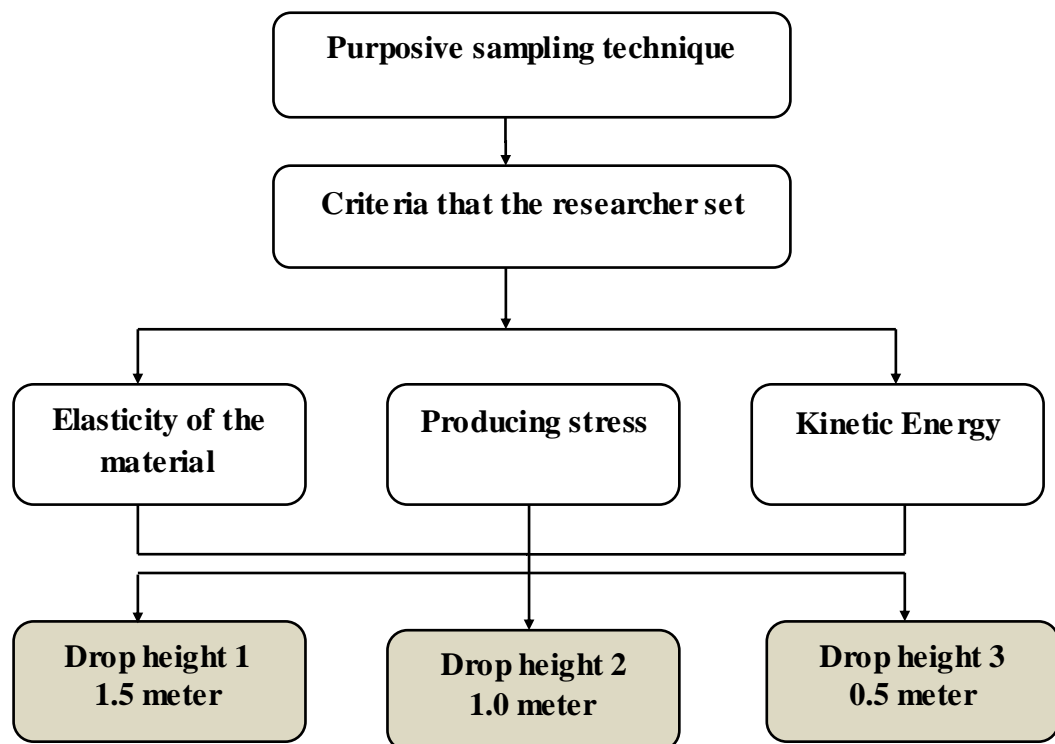 Purposive sampling technique
Criteria that the researcher set
Elasticity of the
material
Producing stress
Kinetic Energy
Drop height 1
1.5 meter
Drop height 2
1.0 meter
Drop height 3
0.5 meter